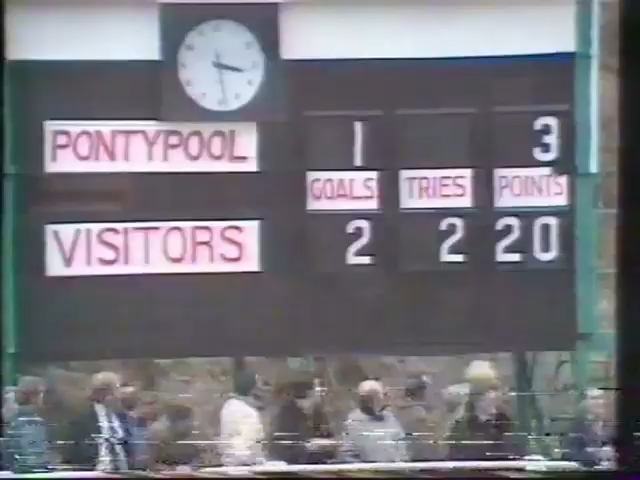 PONTYPOOL 1 3
GOALS TRIES POINTS
VISITORS 2 2 20